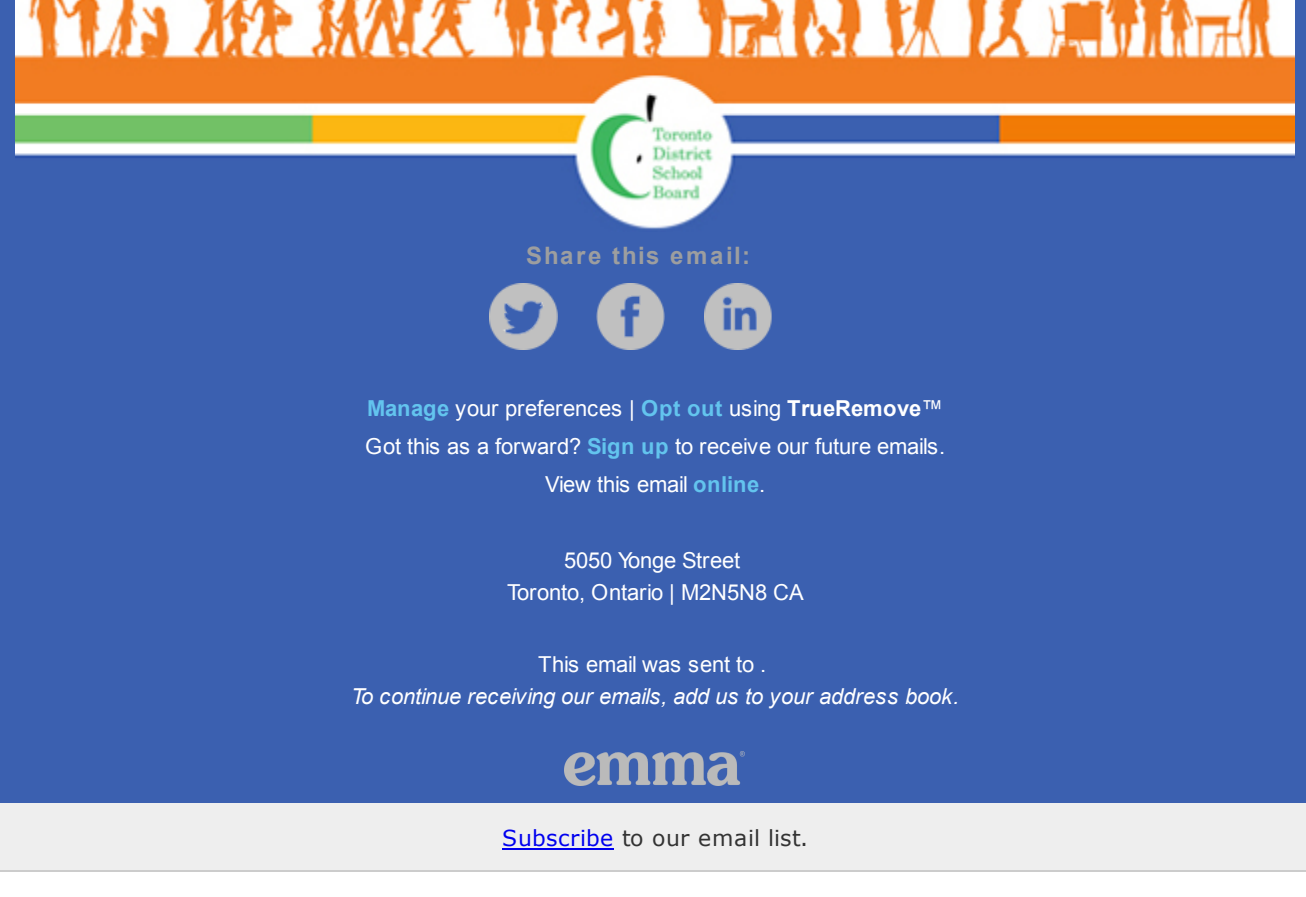 Toronto
District
School
Board
Share this email:
Manage your preferences | Opt out using TrueRemove™
Got this as a forward? Sign up to receive our future emails.
View this email online.
5050 Yonge Street
Toronto, Ontario | M2N5N8 CA
This email was sent to .
To continue receiving our emails, add us to your address book.
emma®
Subscribe to our email list.